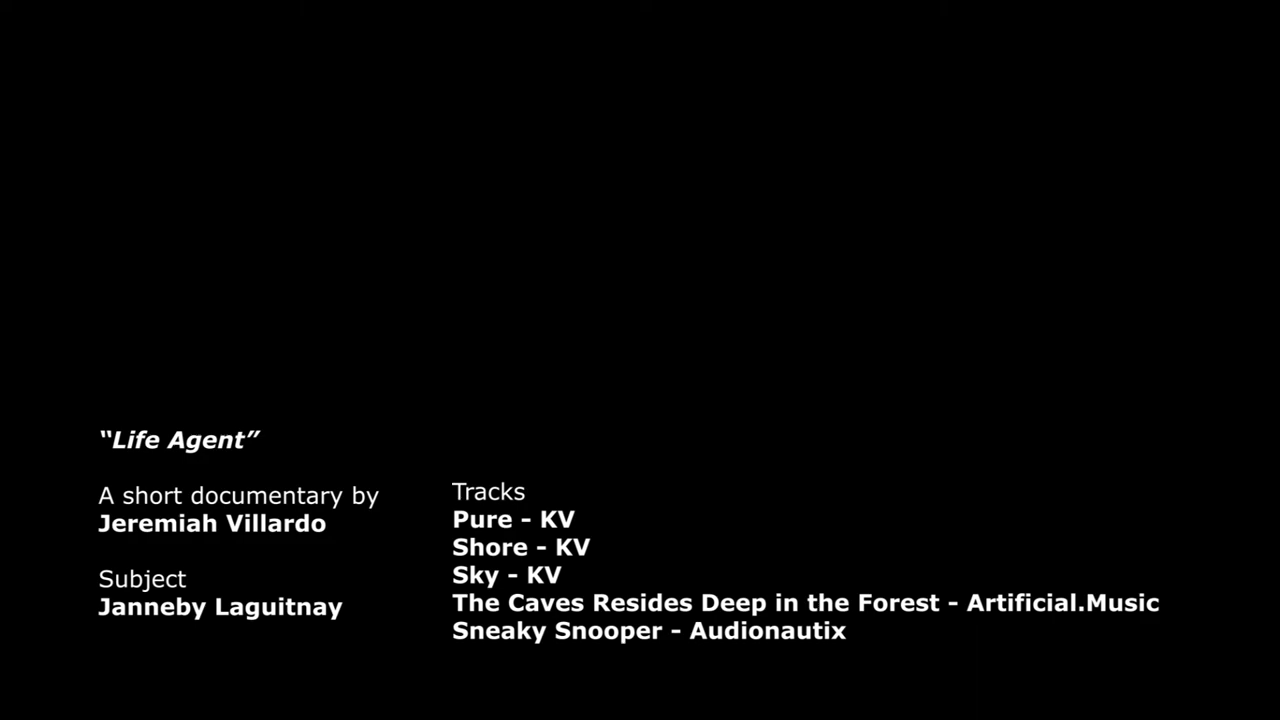 “Life Agent”
A short documentary by
Jeremiah Villardo
Subject
Janneby Laguitnay
Tracks
Pure - KV
Shore - KV
Sky - KV
The Caves Resides Deep in the Forest - Artificial.Music
Sneaky Snooper - Audionautix